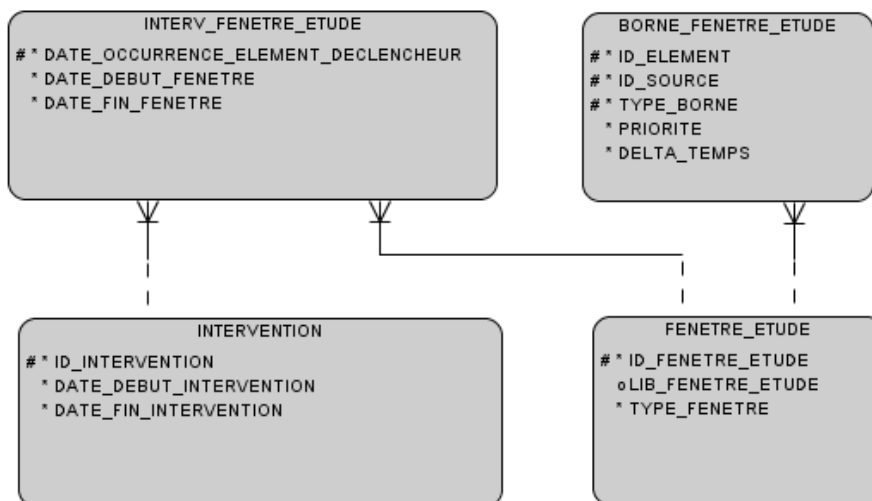 INTERV_FENETRE_ETUDE
# * DATE_OCCURRENCE_ELEMENT_DECLENCHEUR
* DATE_DEBUT_FENETRE
* DATE_FIN_FENETRE
BORNE_FENETRE_ETUDE
# * ID_ELEMENT
# * ID_SOURCE
# * TYPE_BORNE
* PRIORITE
* DELTA_TEMPS
INTERVENTION
# * ID_INTERVENTION
* DATE_DEBUT_INTERVENTION
* DATE_FIN_INTERVENTION
FENETRE_ETUDE
# * ID_FENETRE_ETUDE
o LIB_FENETRE_ETUDE
* TYPE_FENETRE